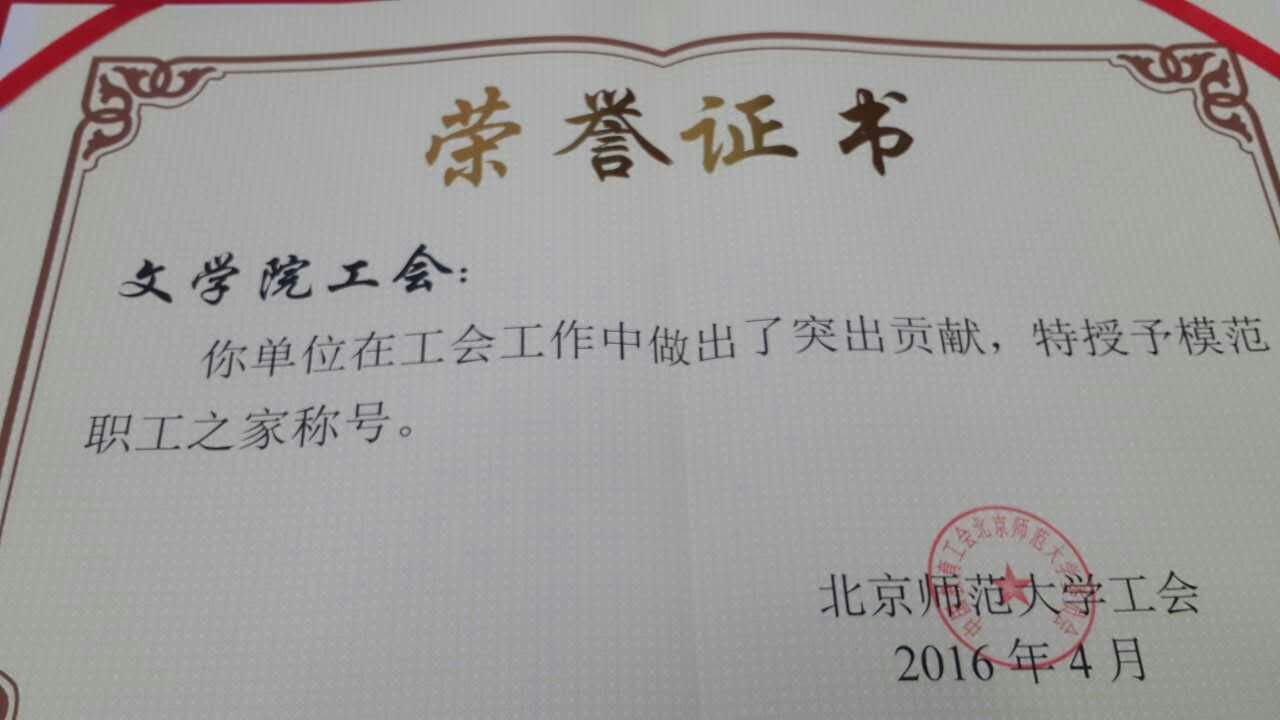 荣誉证书
文学院工会：
你单位在工会工作中做出了突出贡献，特授予模范
职工之家称号。
北京师范大学工会
2016年4月